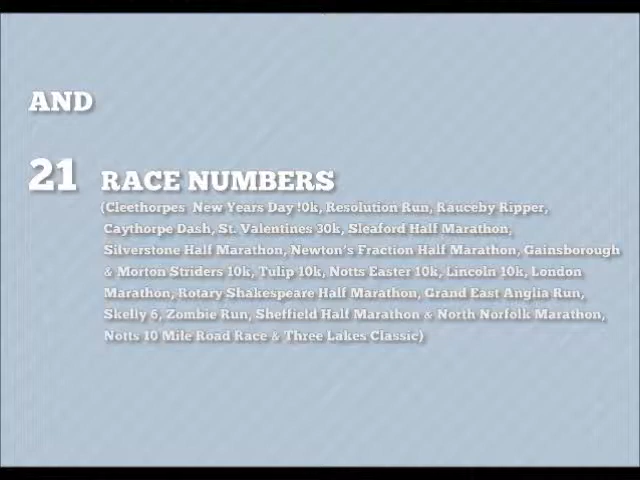 AND
21 RACE NUMBERS
(Cleethorpes New Years Day !0k, Resolution Run, Rauceby Ripper,
Caythorpe Dash, St. Valentines 30k, Sleaford Half Marathon,
Silverstone Half Marathon, Newton's Fraction Half Marathon, Gainsborough
& Morton Striders 10k, Tulip 10k, Notts Easter 10k, Lincoln 10k, London
Marathon, Rotary Shakespeare Half Marathon, Grand East Anglia Run,
Skelly 6, Zombie Run, Sheffield Half Marathon & North Norfolk Marathon,
Notts 10 Mile Road Race & Three Lakes Classic)